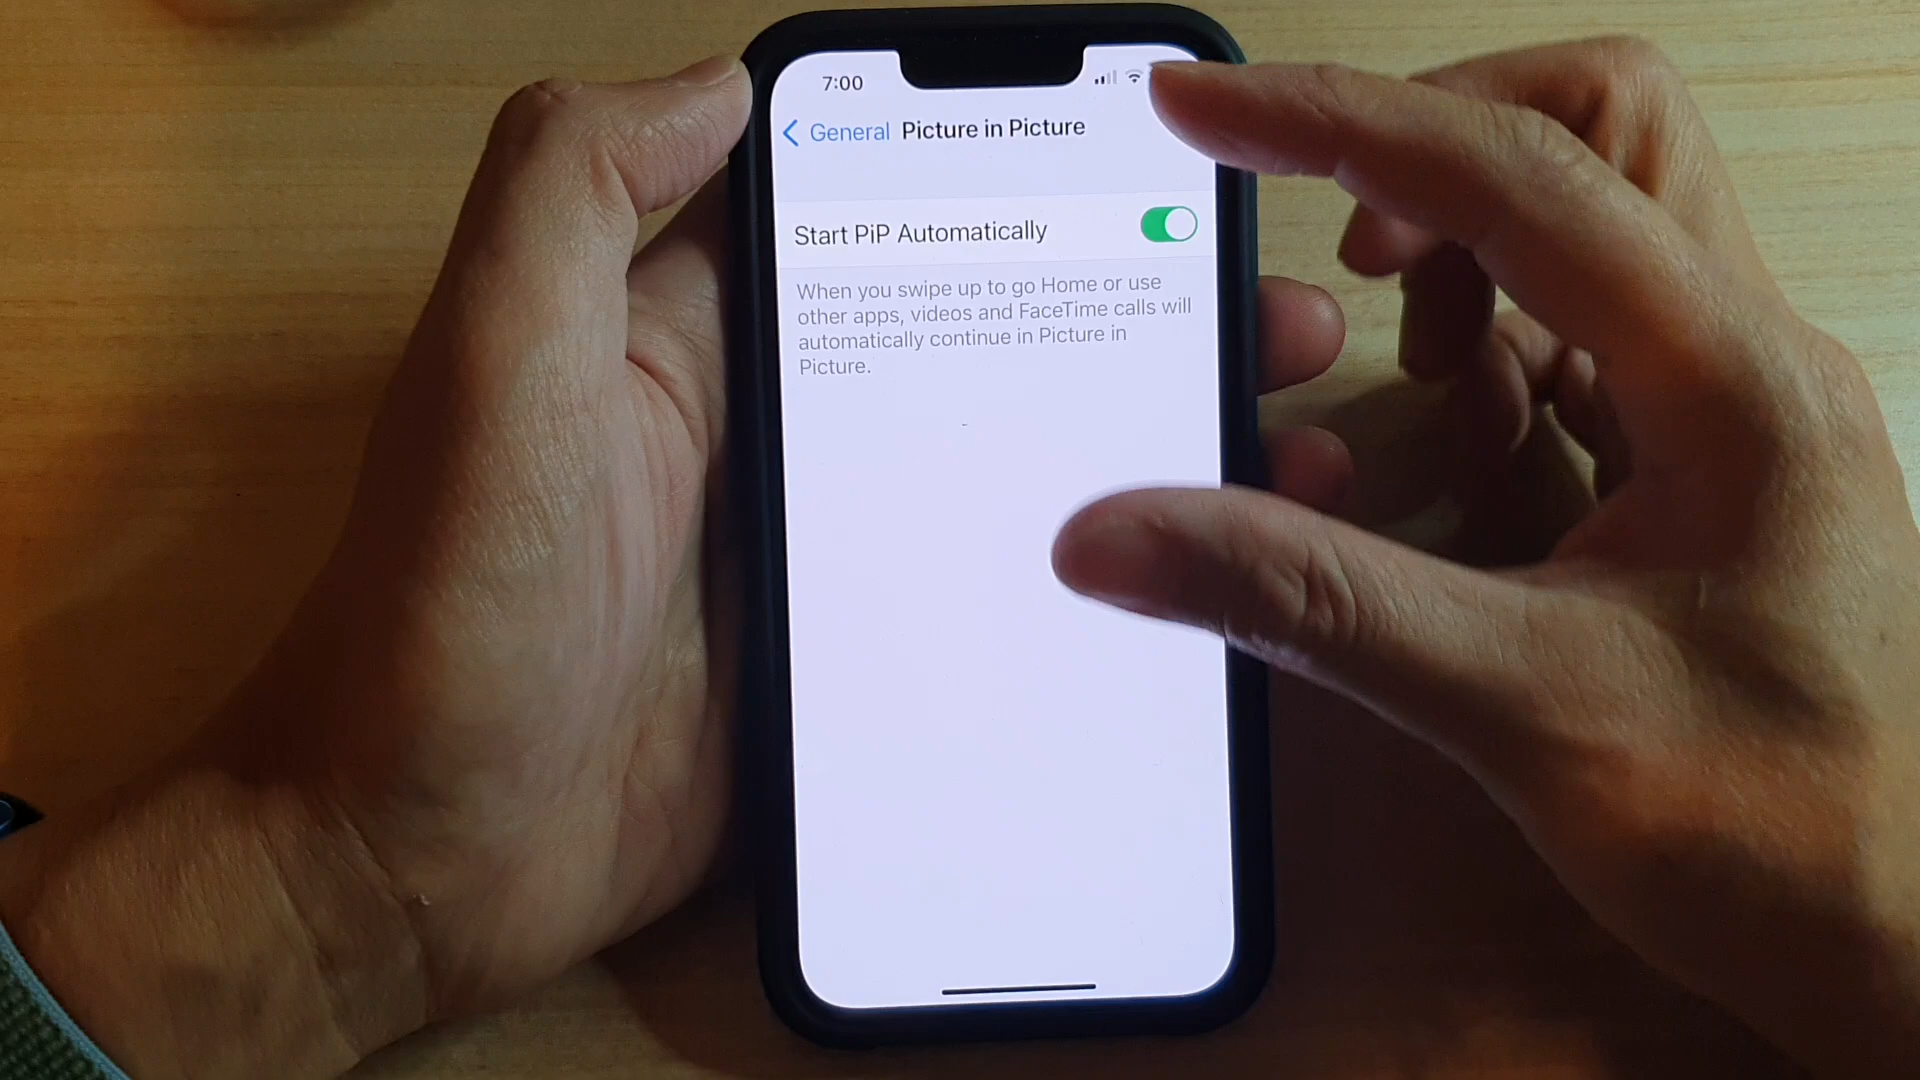 7:00
General Picture in Picture
Start PiP Automatically
When you swipe up to go Home or use
other apps, videos and FaceTime calls will
automatically continue in Picture in
Picture.